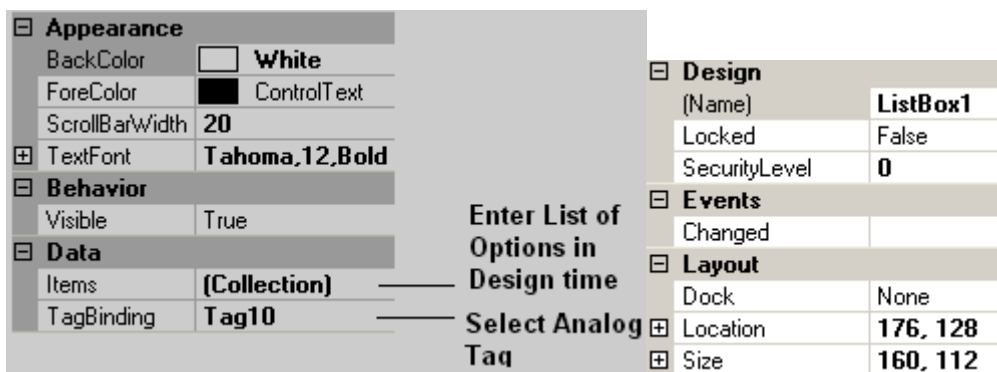 Appearance
BackColor White
ForeColor ControlText
ScrollBarWidth 20
TextFont Tahoma,12,Bold
Behavior
Visible True
Data
Items (Collection)
TagBinding Tag10
Enter List of
Options in
Design time
Select Analog
Tag
Design
(Name) ListBox1
Locked False
SecurityLevel 0
Events
Changed
Layout
Dock None
Location 176, 128
Size 160, 112